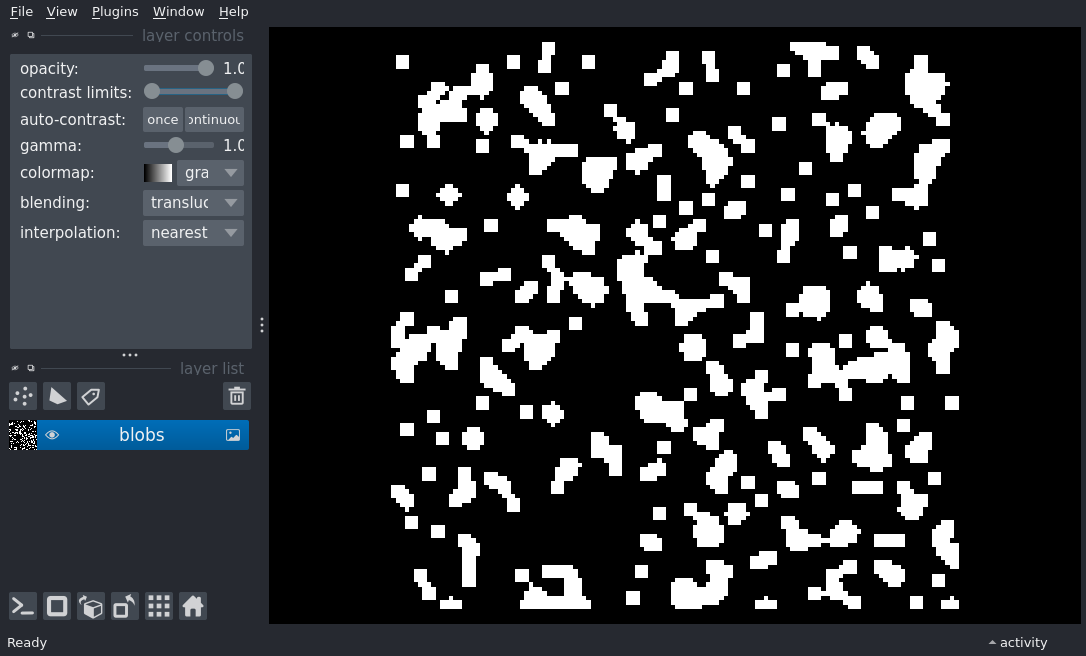 File View Plugins Window Help
layer controls
opacity: 1.0
contrast limits:
auto-contrast: once ontinuou
gamma: 1.0
colormap: gra
blending: transluc
interpolation: nearest
layer list
blobs
Ready
activity